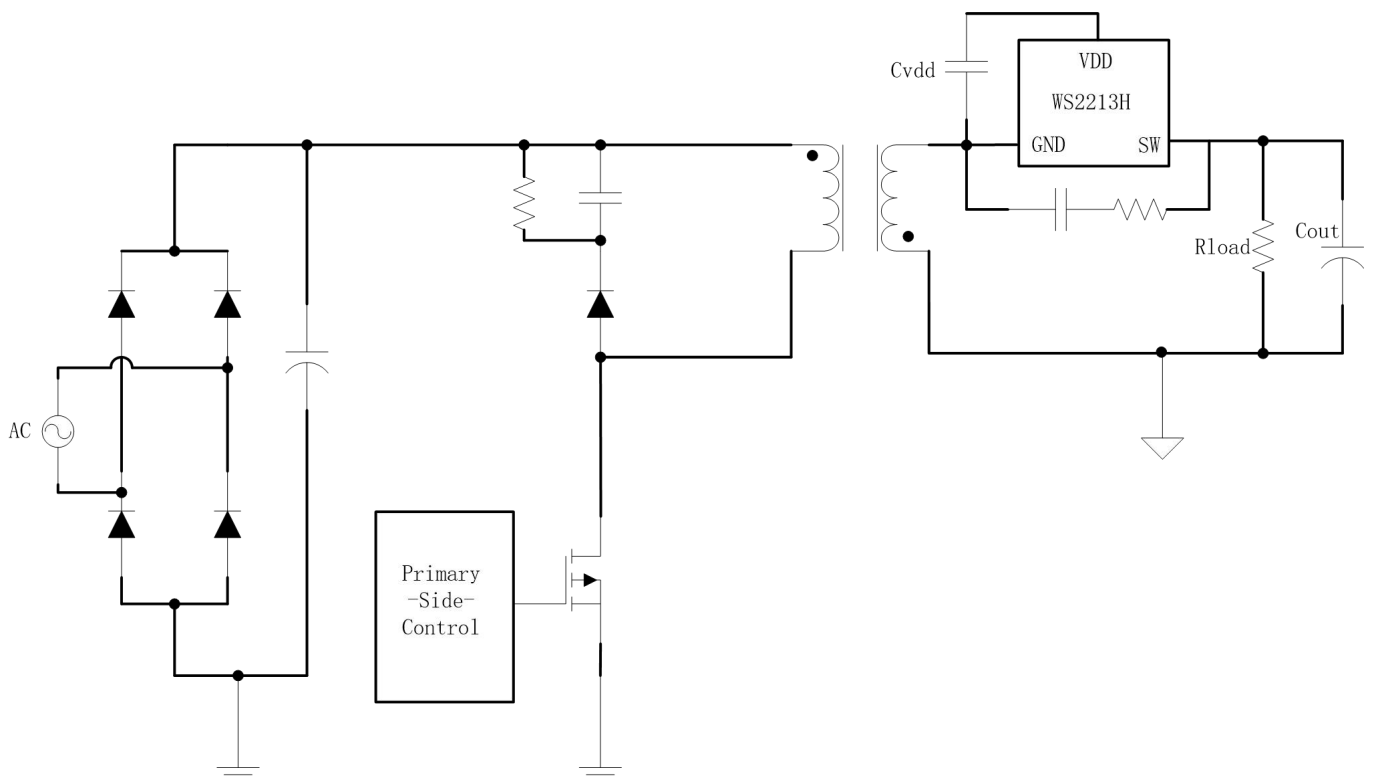 Cvdd
VDD
WS2213H
GND
SW
Rload
Cout
AC
Primary
-Side-
Control